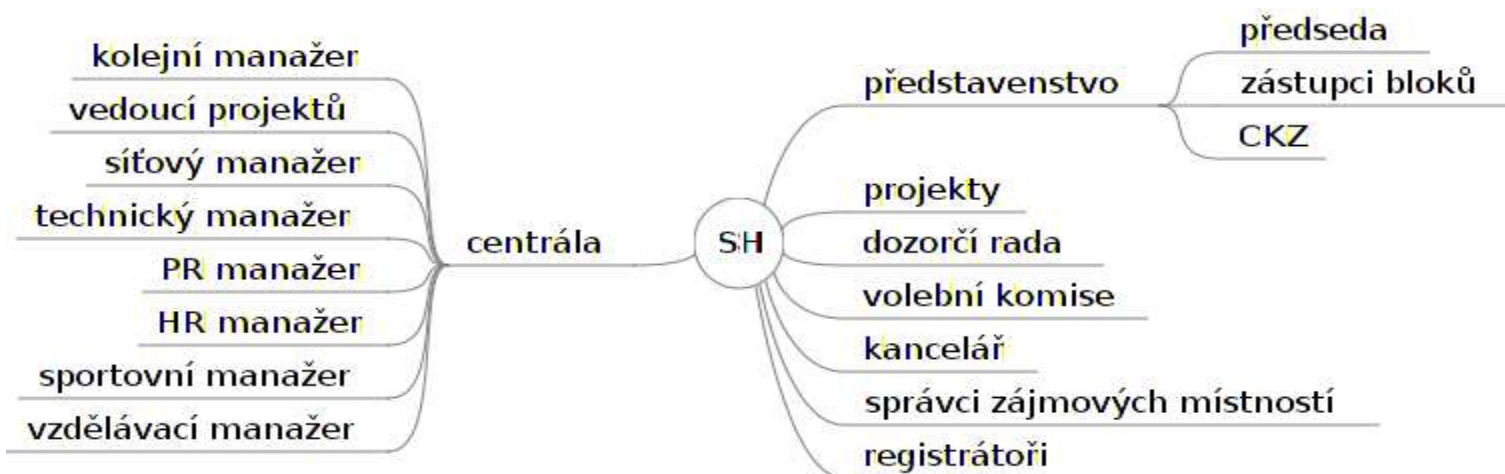 kolejní manažer
vedoucí projektů
síťový manažer
technický manažer
PR manažer
HR manažer
sportovní manažer
vzdělávací manažer
centrála
SH
představenstvo
předseda
zástupci bloků
CKZ
projekty
dozorčí rada
volební komise
kancelář
správci zájmových místností
registrátoři